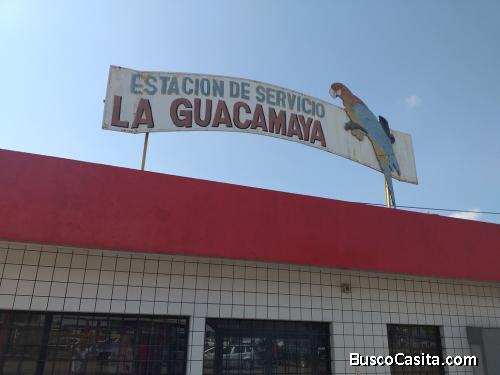 ESTACION DE SERVICIO
LA GUACAMAYA
BuscoCasita.com